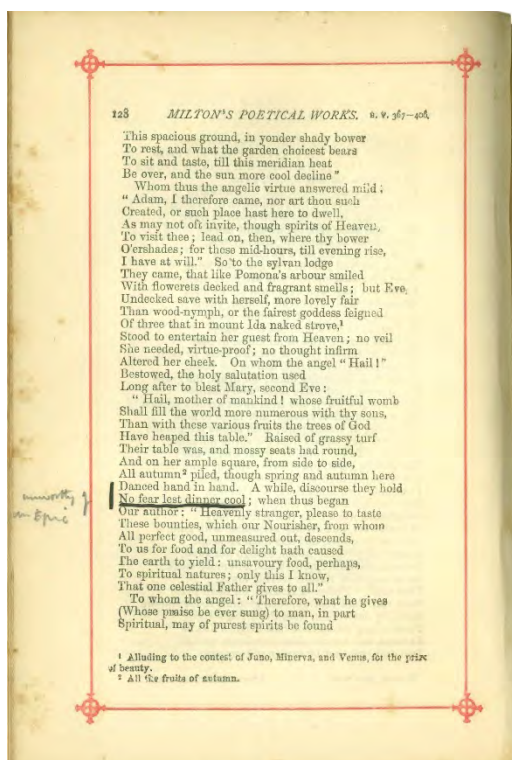 128 MILTON'S POETICAL WORKS. B. V. 367–406.
This spacious ground, in yonder shady bower
To rest, and what the garden choicest bears
To sit and taste, till this meridian heat
Be over, and the sun more cool decline"
Whom thus the angelic virtue answered mild;
"Adam, I therefore came, nor art thou such
Created, or such place hast here to dwell,
As may not oft invite, though spirits of Heaven,
To visit thee; lead on, then, where thy bower
O'ershades; for these mid-hours, till evening rise,
I have at will." So to the sylvan lodge
They came, that like Pomona's arbour smiled
With flowerets decked and fragrant smells; but Eve,
Undecked save with herself, more lovely fair
Than wood-nymph, or the fairest goddess feigned
Of three that in mount Ida naked strove,¹
Stood to entertain her guest from Heaven; no veil
She needed, virtue-proof; no thought infirm
Altered her cheek. On whom the angel "Hail!"
Bestowed, the holy salutation used
Long after to blest Mary, second Eve:
"Hail, mother of mankind! whose fruitful womb
Shall fill the world more numerous with thy sons,
Than with these various fruits the trees of God
Have heaped this table." Raised of grassy turf
Their table was, and mossy seats had round,
And on her ample square, from side to side,
All autumn² piled, though spring and autumn here
Danced hand in hand. A while, discourse they hold
unworthy of
No fear lest dinner cool; when thus began
an Epic
Our author: "Heavenly stranger, please to taste
These bounties, which our Nourisher, from whom
All perfect good, unmeasured out, descends,
To us for food and for delight hath caused
The earth to yield: unsavoury food, perhaps,
To spiritual natures; only this I know,
That one celestial Father gives to all."
To whom the angel: "Therefore, what he gives
(Whose praise be ever sung) to man, in part
Spiritual, may of purest spirits be found
¹ Alluding to the contest of Juno, Minerva, and Venus, for the prize
of beauty.
² All the fruits of autumn.